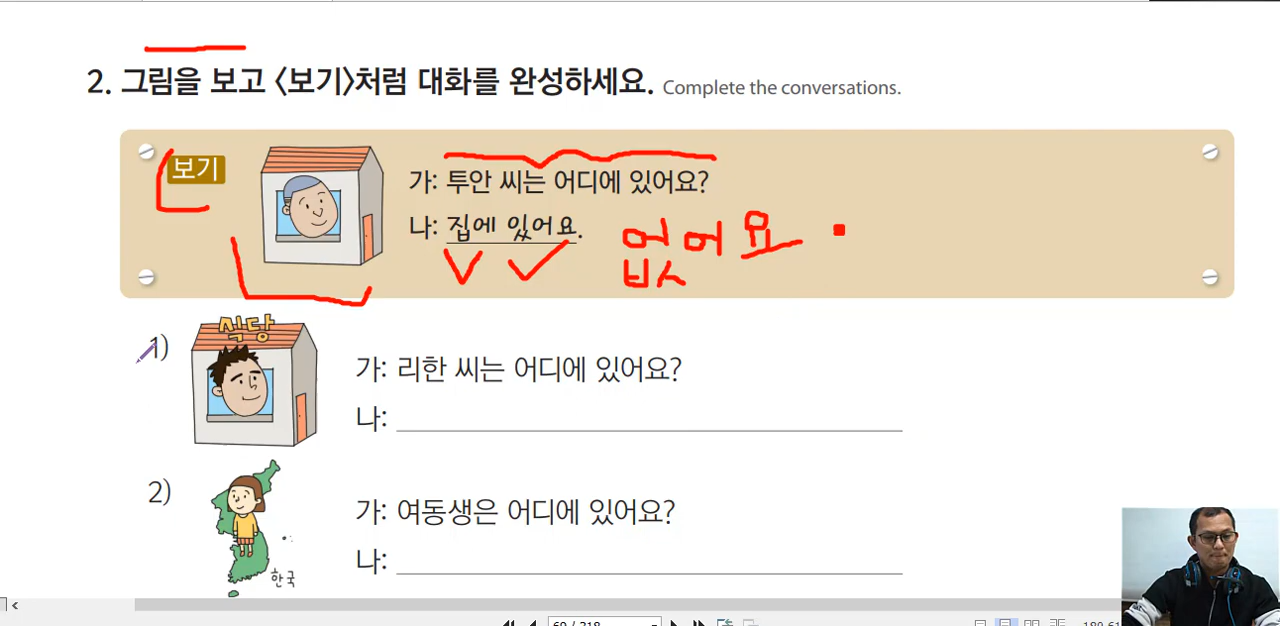 2. 그림을 보고 〈보기〉처럼 대화를 완성하세요. Complete the conversations.
보기
가: 투안 씨는 어디에 있어요?
나: 집에 있어요. 없어요.
식당
1)
가: 리한 씨는 어디에 있어요?
나:
2)
가: 여동생은 어디에 있어요?
나:
한국
69 / 218